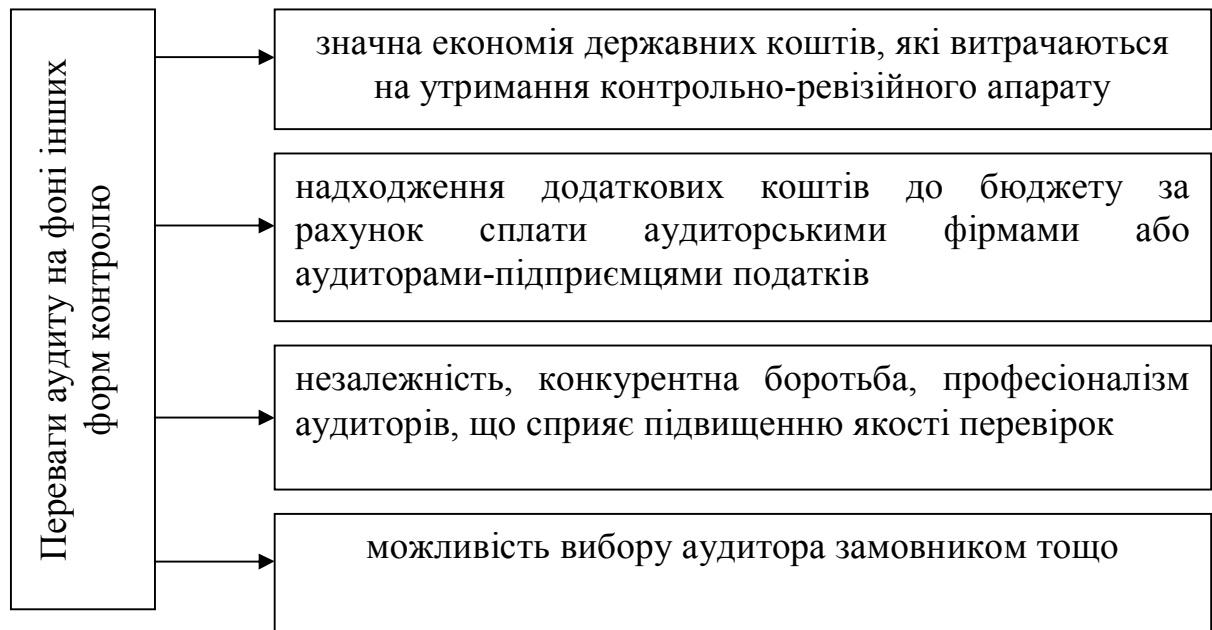 Переваги аудиту на фоні інших
форм контролю
значна економія державних коштів, які витрачаються
на утримання контрольно-ревізійного апарату
надходження додаткових коштів до бюджету за
рахунок сплати аудиторськими фірмами або
аудиторами-підприємцями податків
незалежність, конкурентна боротьба, професіоналізм
аудиторів, що сприяє підвищенню якості перевірок
можливість вибору аудитора замовником тощо